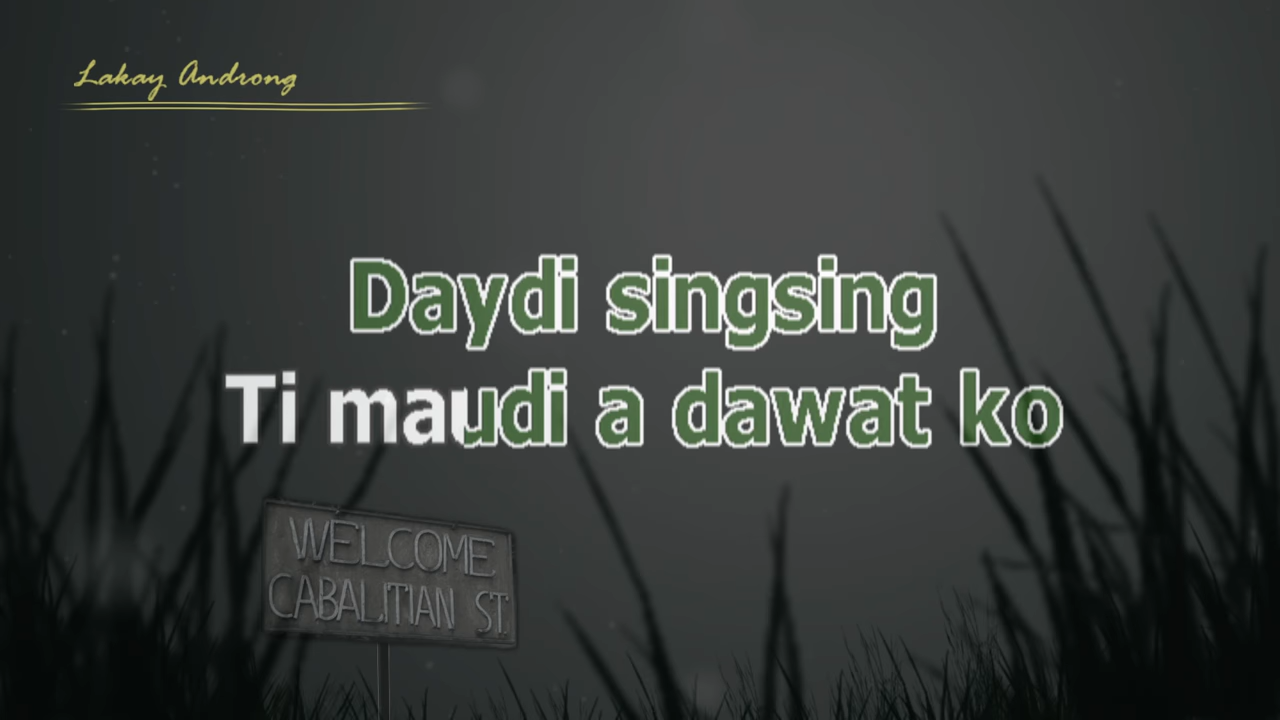 Lakay Androng
Daydi singsing
Ti maudi a dawat ko
WELCOME
CABALITIAN ST.